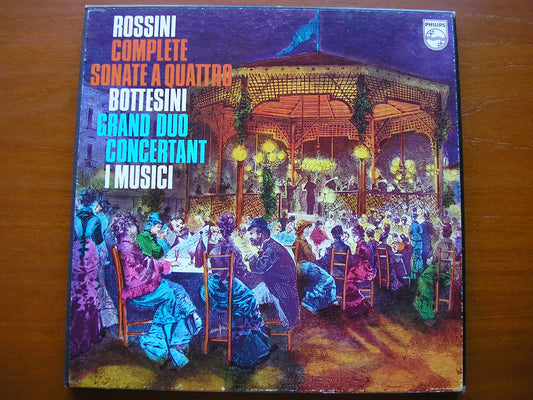 ROSSINI
COMPLETE
SONATE A QUATTRO
BOTTESINI
GRAND DUO
CONCERTANT
I MUSICI
PHILIPS